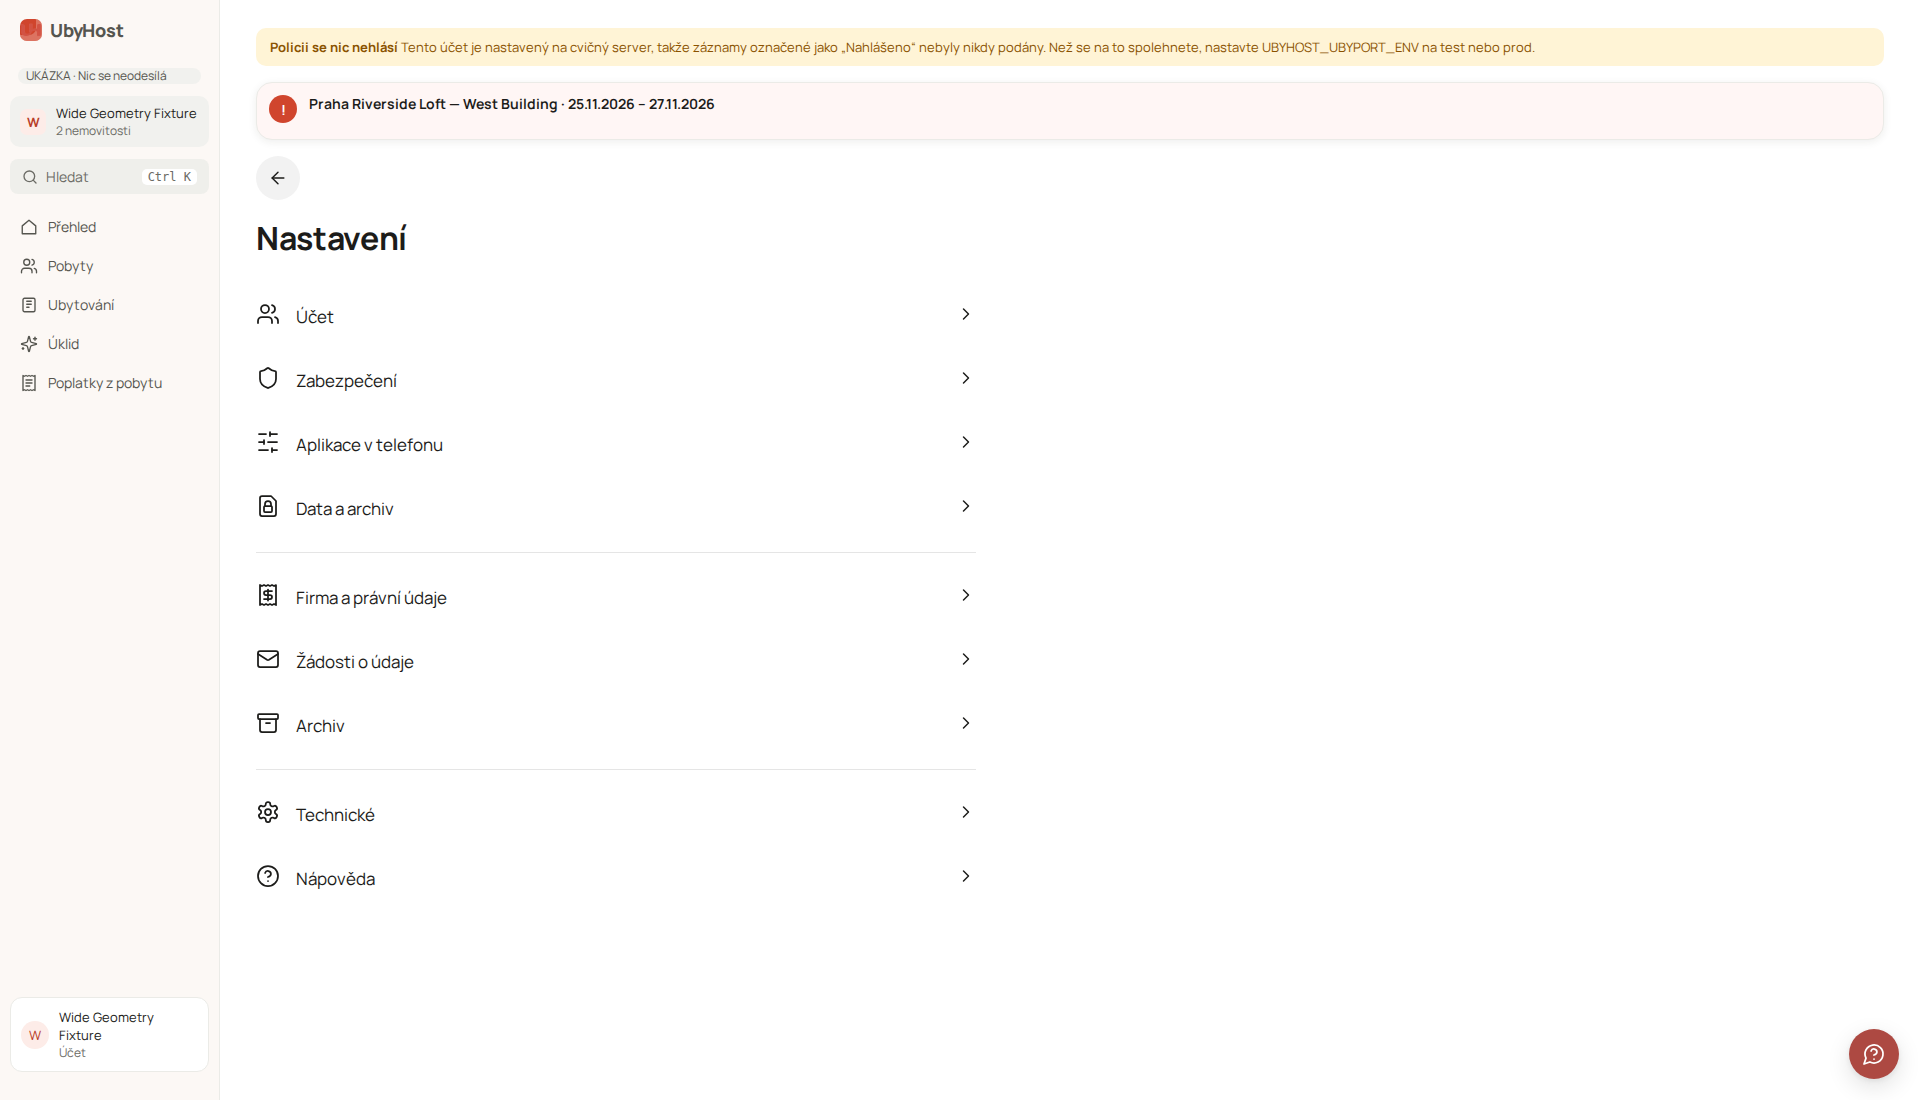 UbyHost
UKÁZKA · Nic se neodesílá
W
Wide Geometry Fixture
2 nemovitosti
Hledat
Ctrl K
Přehled
Pobyty
Ubytování
Úklid
Poplatky z pobytu
W
Wide Geometry
Fixture
Účet
Policii se nic nehlásí Tento účet je nastavený na cvičný server, takže záznamy označené jako „Nahlášeno“ nebyly nikdy podány. Než se na to spolehnete, nastavte UBYHOST_UBYPORT_ENV na test nebo prod.
!
Praha Riverside Loft — West Building · 25.11.2026 – 27.11.2026
Nastavení
Účet
Zabezpečení
Aplikace v telefonu
Data a archiv
Firma a právní údaje
Žádosti o údaje
Archiv
Technické
Nápověda